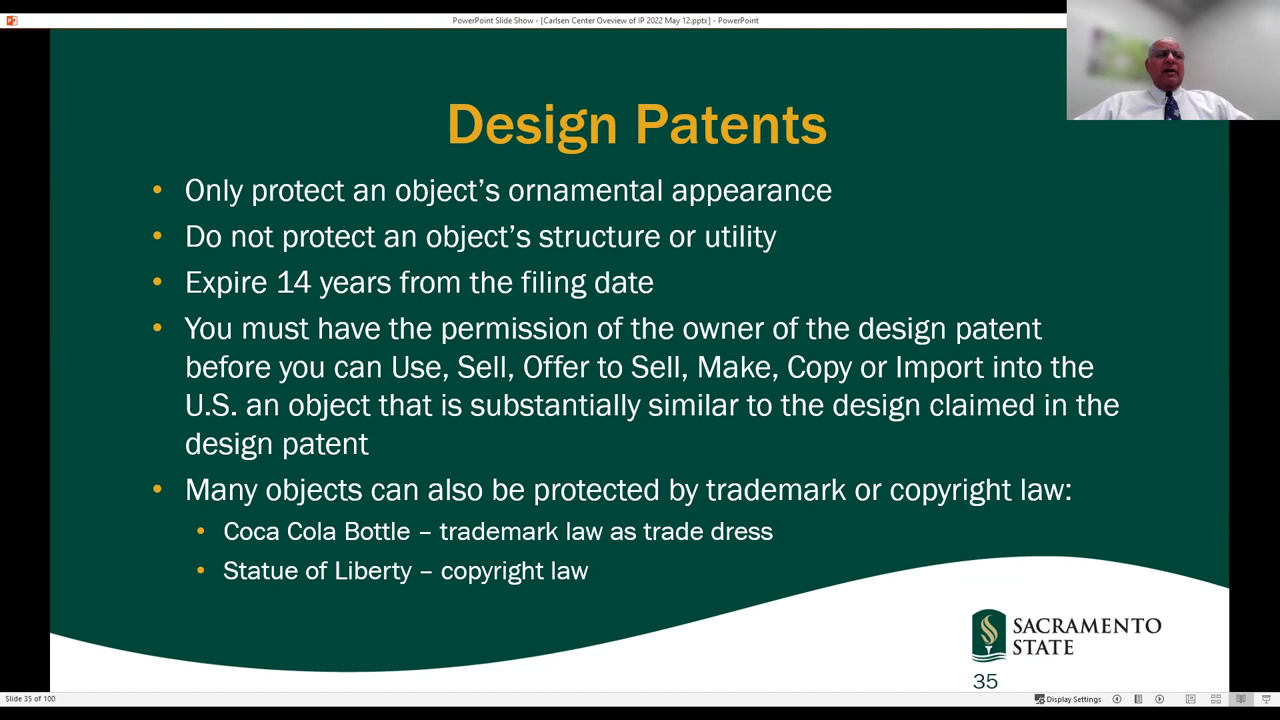 PowerPoint Slide Show - [Carlsen Center Oveview of IP 2022 May 12.pptx] - PowerPoint
Design Patents
• Only protect an object’s ornamental appearance
• Do not protect an object’s structure or utility
• Expire 14 years from the filing date
• You must have the permission of the owner of the design patent
before you can Use, Sell, Offer to Sell, Make, Copy or Import into the
U.S. an object that is substantially similar to the design claimed in the
design patent
• Many objects can also be protected by trademark or copyright law:
• Coca Cola Bottle – trademark law as trade dress
• Statue of Liberty – copyright law
SACRAMENTO
STATE
35
Slide 35 of 100
Display Settings